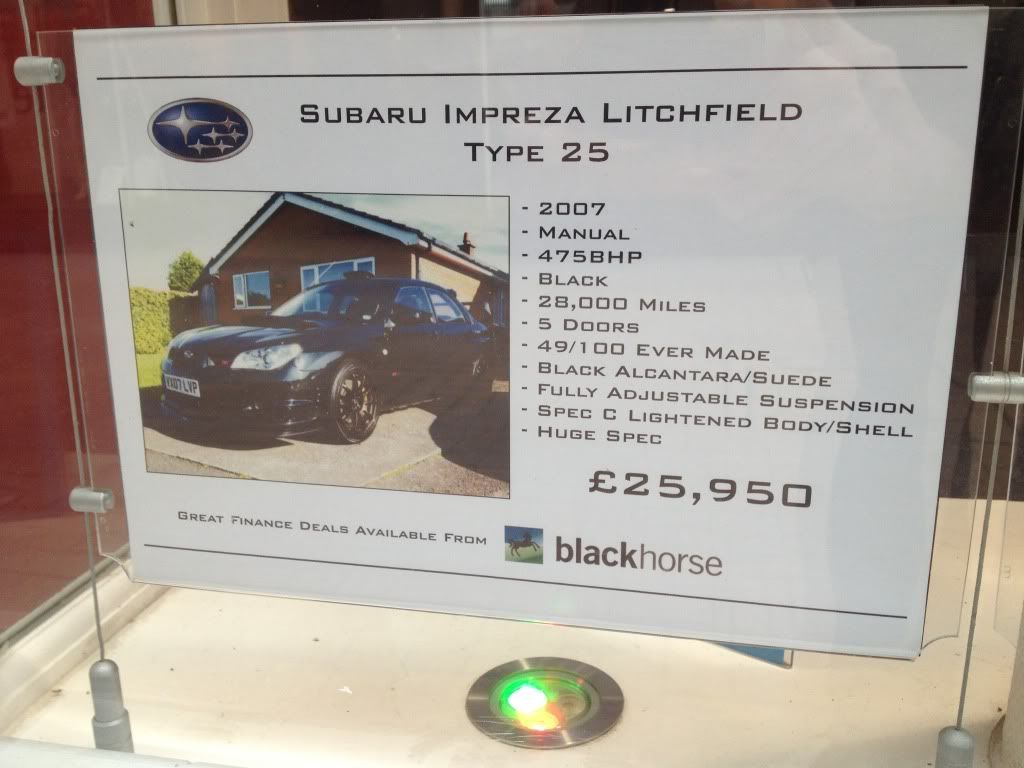 SUBARU IMPREZA LITCHFIELD
TYPE 25
- 2007
- MANUAL
- 475BHP
- BLACK
- 28,000 MILES
- 5 DOORS
- 49/100 EVER MADE
- BLACK ALCANTARA/SUEDE
- FULLY ADJUSTABLE SUSPENSION
- SPEC C LIGHTENED BODY/SHELL
- HUGE SPEC
£25,950
GREAT FINANCE DEALS AVAILABLE FROM blackhorse